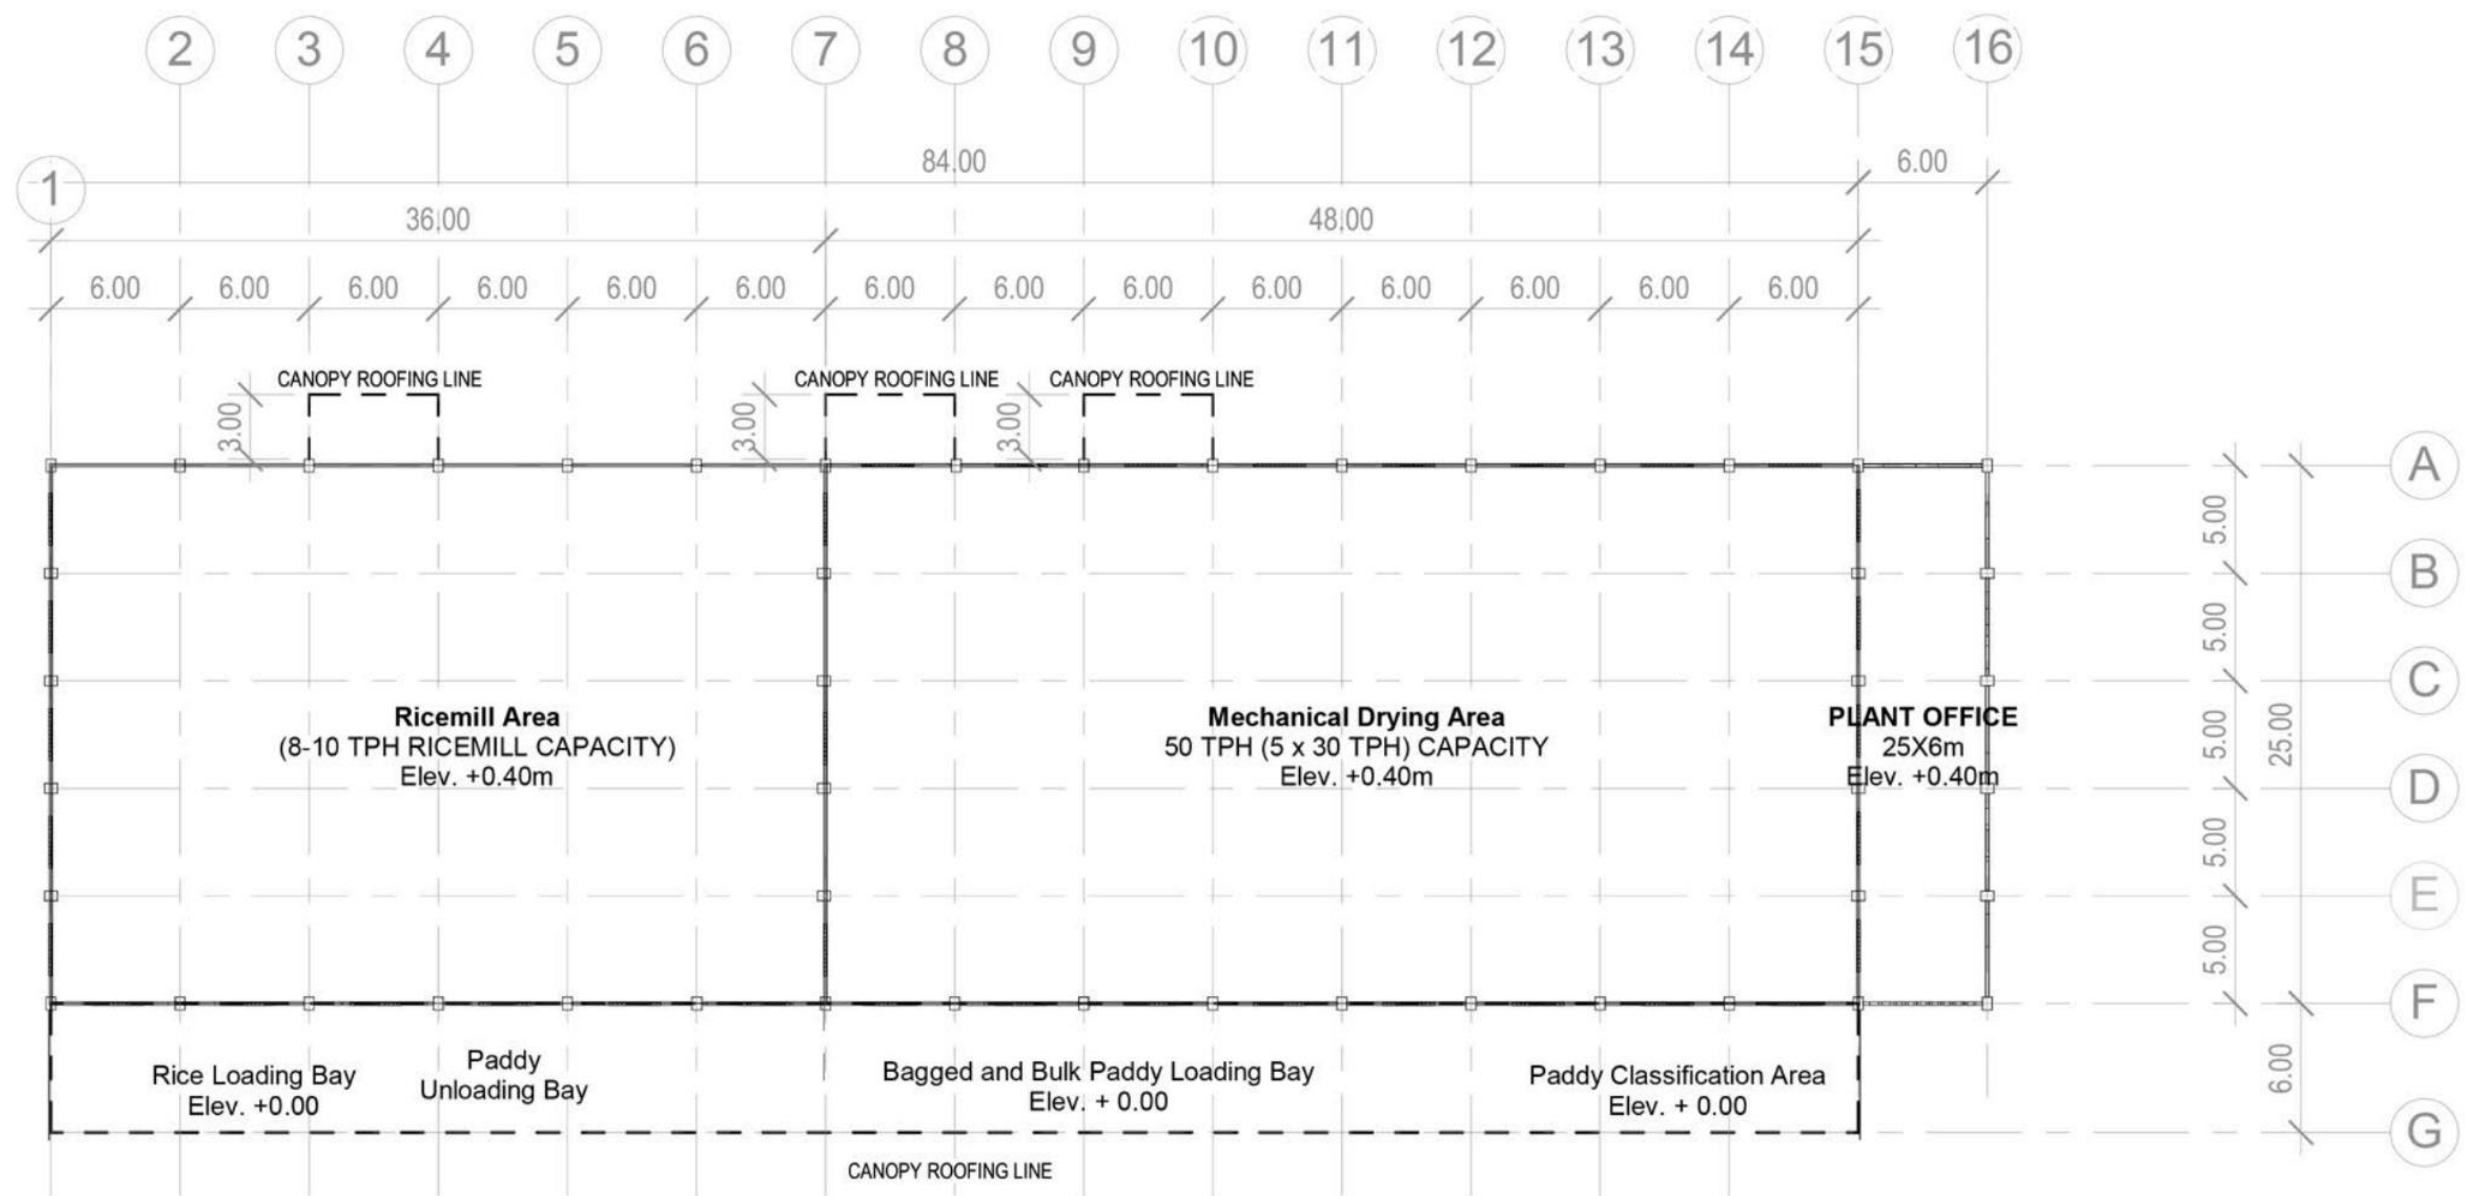 2 3 4 5 6 7 8 9 10 11 12 13 14 15 16
84.00 6.00
1
36.00 48.00
6.00 6.00 6.00 6.00 6.00 6.00 6.00 6.00 6.00 6.00 6.00 6.00 6.00 6.00
CANOPY ROOFING LINE CANOPY ROOFING LINE CANOPY ROOFING LINE
3.00 3.00 3.00
A
5.00
B
5.00
C
Ricemill Area
(8-10 TPH RICEMILL CAPACITY)
Elev. +0.40m
Mechanical Drying Area
50 TPH (5 x 30 TPH) CAPACITY
Elev. +0.40m
PLANT OFFICE
25X6m
Elev. +0.40m
5.00
25.00
D
5.00
E
5.00
F
Rice Loading Bay
Elev. +0.00
Paddy
Unloading Bay
Bagged and Bulk Paddy Loading Bay
Elev. + 0.00
Paddy Classification Area
Elev. + 0.00
6.00
G
CANOPY ROOFING LINE